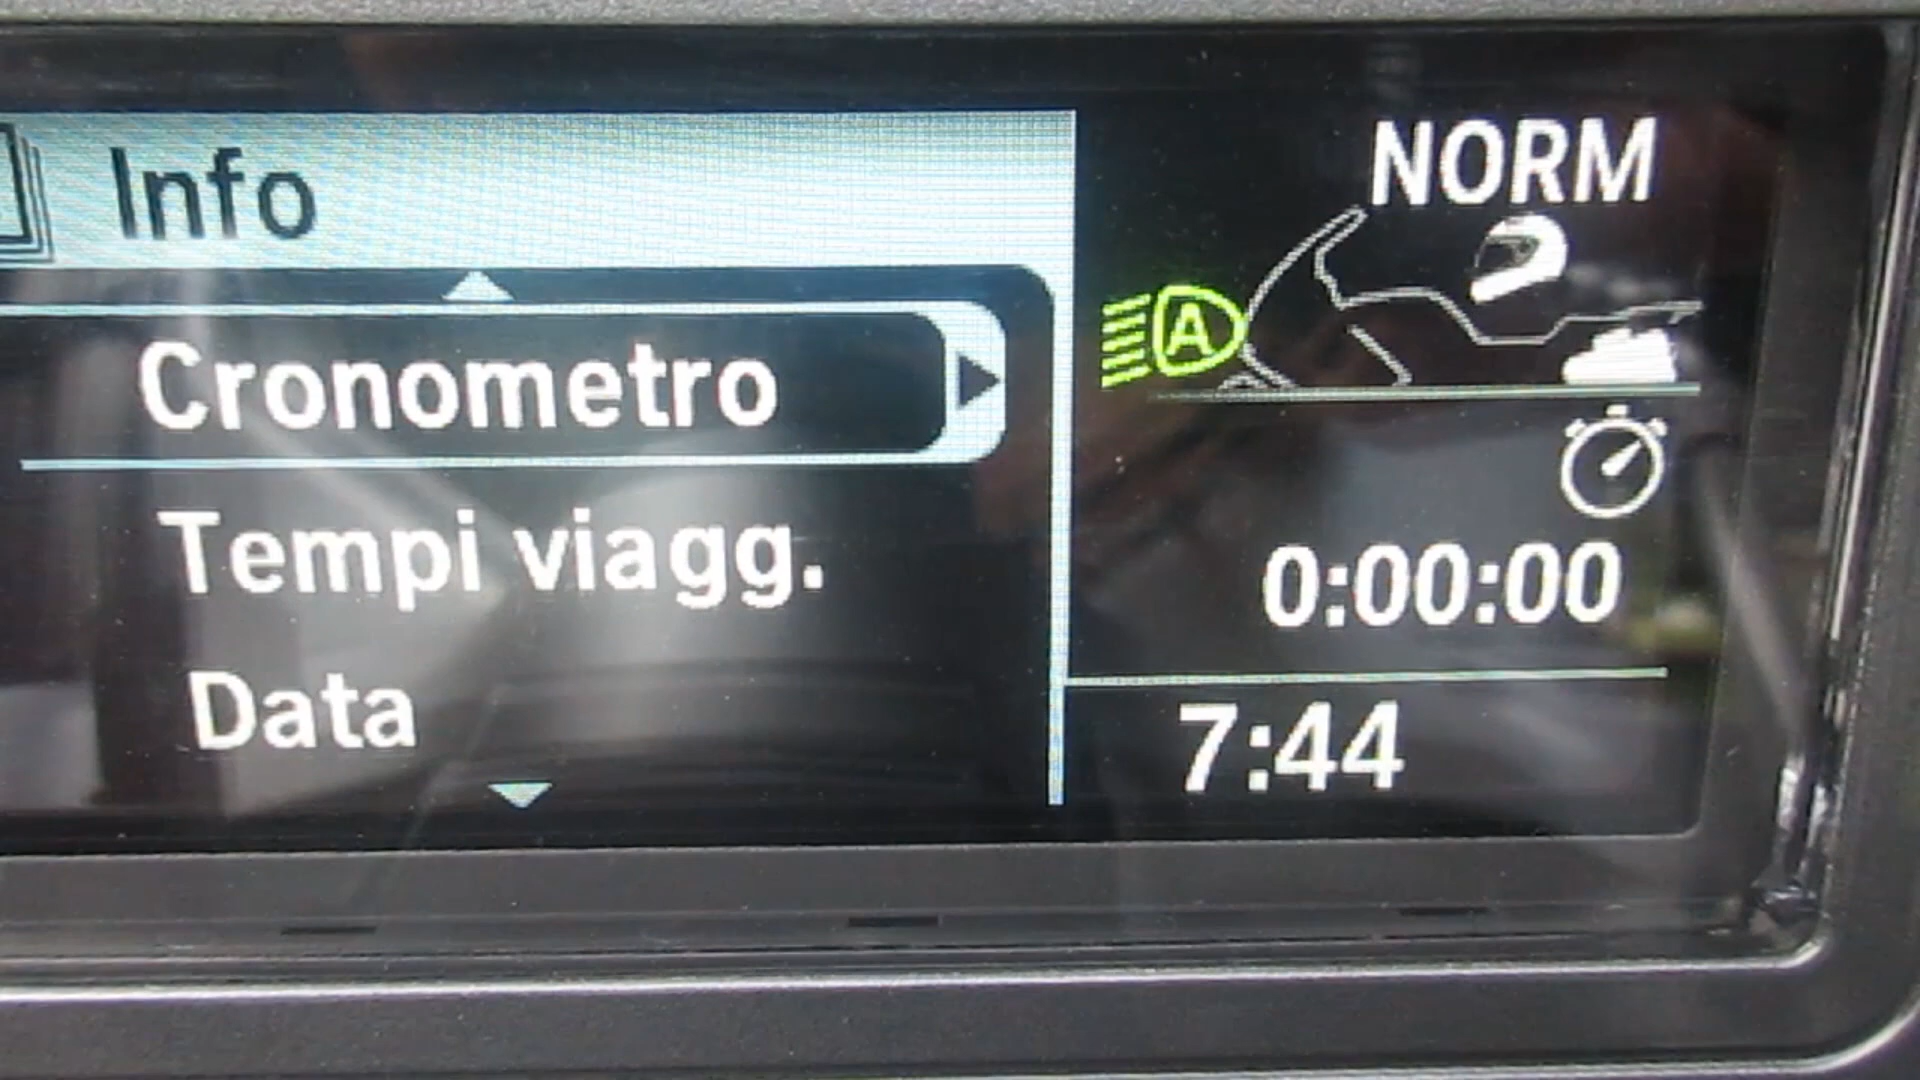 Info
Cronometro
Tempi viagg.
Data
NORM
A
0:00:00
7:44